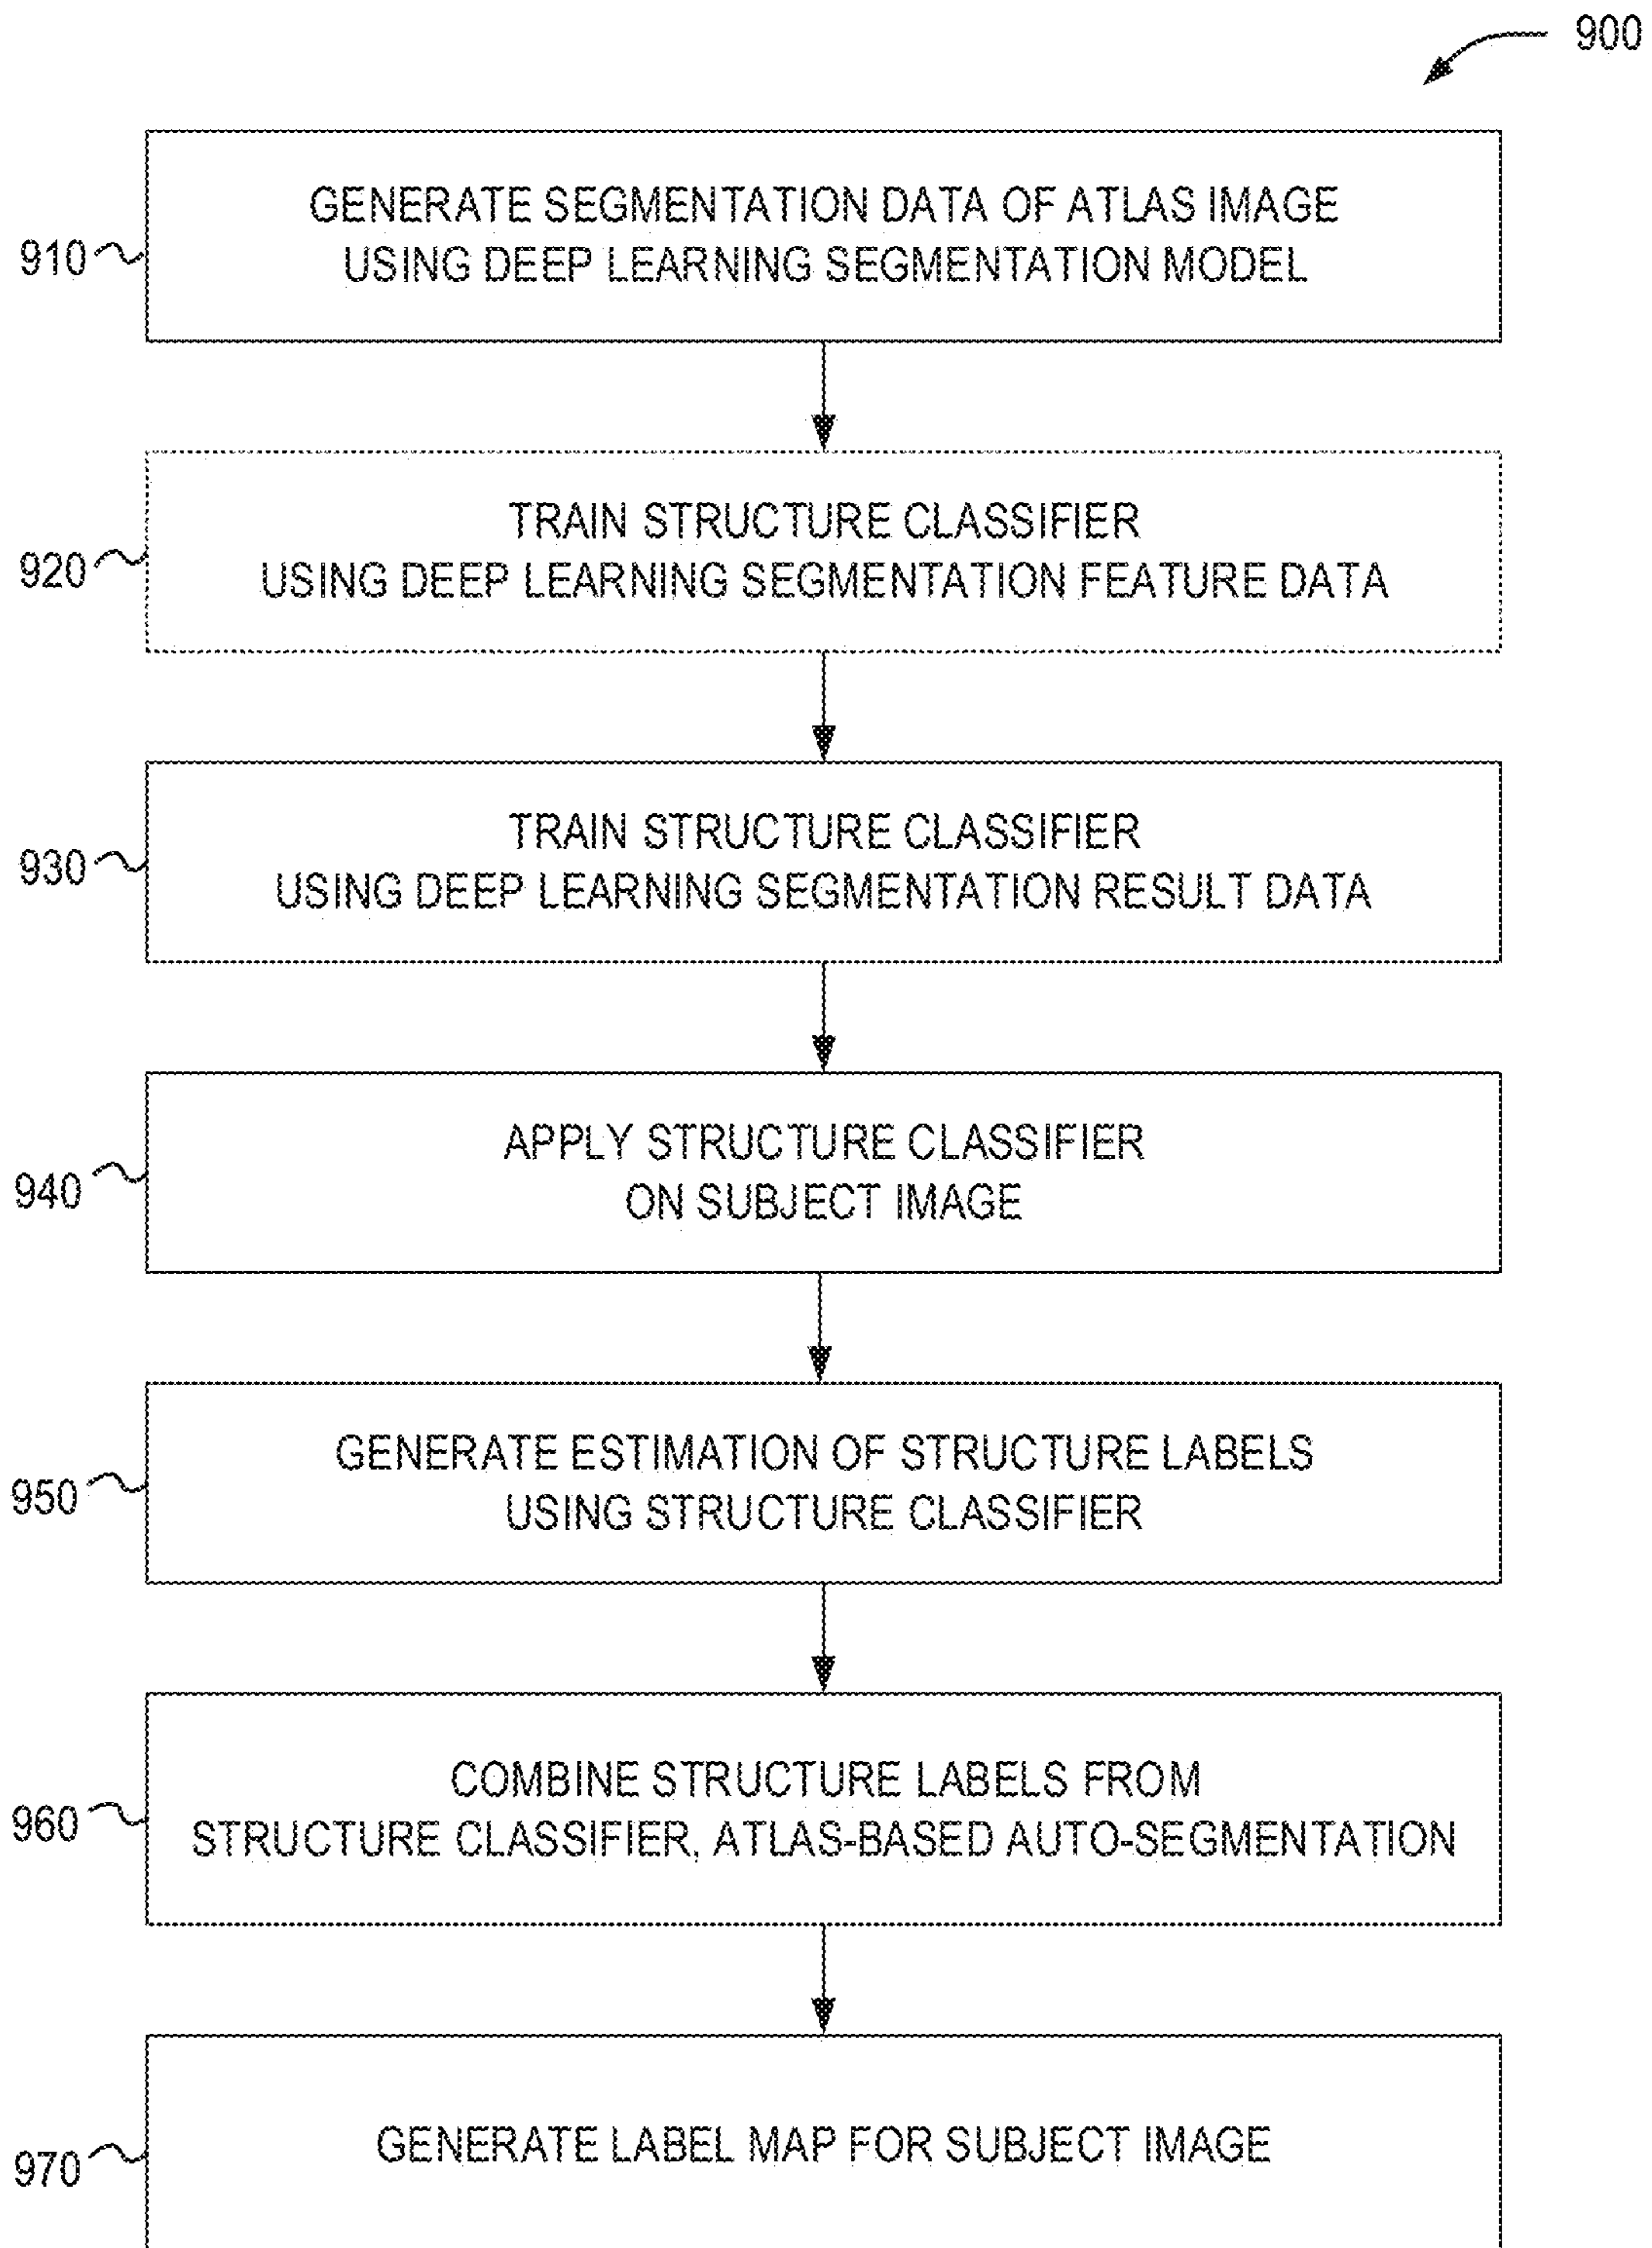 900
GENERATE SEGMENTATION DATA OF ATLAS IMAGE
USING DEEP LEARNING SEGMENTATION MODEL
910
TRAIN STRUCTURE CLASSIFIER
USING DEEP LEARNING SEGMENTATION FEATURE DATA
920
TRAIN STRUCTURE CLASSIFIER
USING DEEP LEARNING SEGMENTATION RESULT DATA
930
APPLY STRUCTURE CLASSIFIER
ON SUBJECT IMAGE
940
GENERATE ESTIMATION OF STRUCTURE LABELS
USING STRUCTURE CLASSIFIER
950
COMBINE STRUCTURE LABELS FROM
STRUCTURE CLASSIFIER, ATLAS-BASED AUTO-SEGMENTATION
960
GENERATE LABEL MAP FOR SUBJECT IMAGE
970